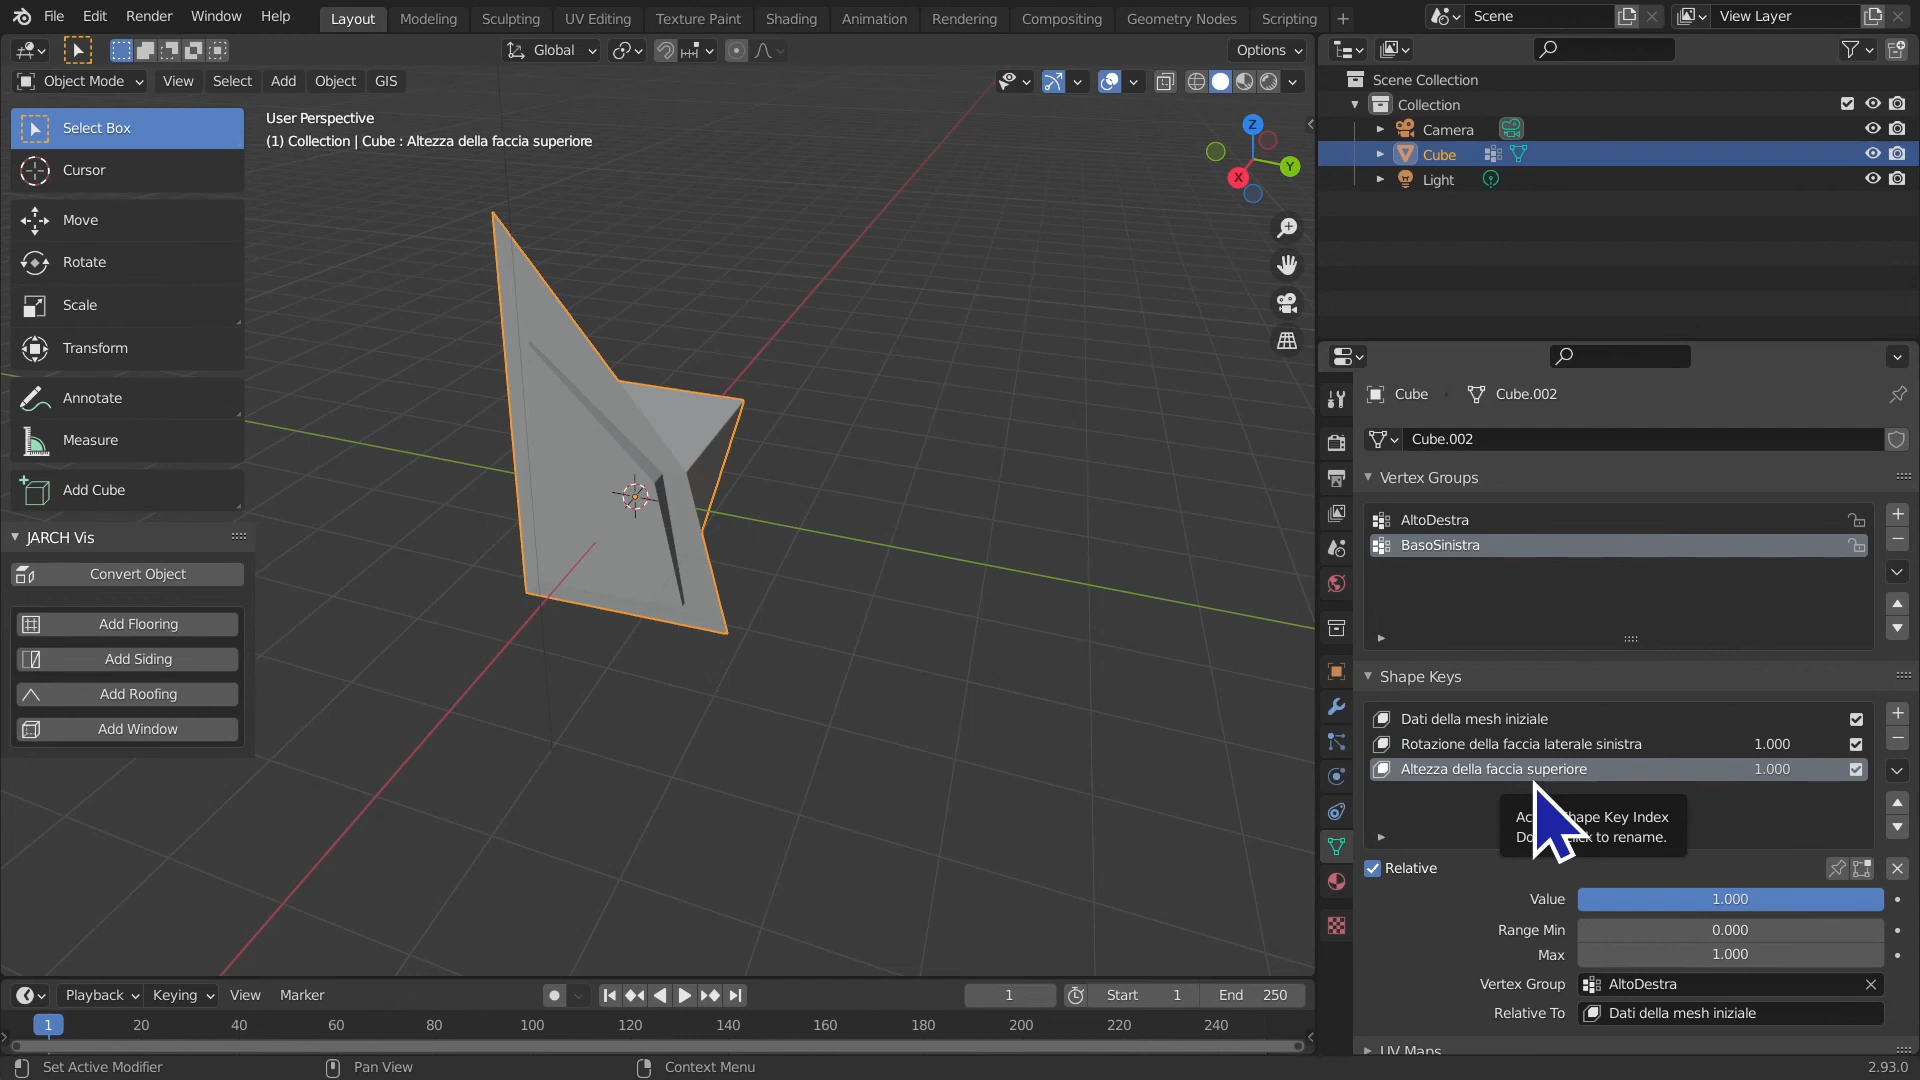 File Edit Render Window Help Layout Modeling Sculpting UV Editing Texture Paint Shading Animation Rendering Compositing Geometry Nodes Scripting + Scene View Layer
Global Options
Object Mode View Select Add Object GIS
User Perspective
(1) Collection | Cube : Altezza della faccia superiore
Z
Y
X
Select Box
Cursor
Move
Rotate
Scale
Transform
Annotate
Measure
Add Cube
JARCH Vis
Convert Object
Add Flooring
Add Siding
Add Roofing
Add Window
Scene Collection
Collection
Camera
Cube
Light
Cube Cube.002
Cube.002
Vertex Groups
AltoDestra
BasoSinistra
Shape Keys
Dati della mesh iniziale
Rotazione della faccia laterale sinistra 1.000
Altezza della faccia superiore 1.000
Shape Key Index
to rename.
Relative
Value 1.000
Range Min 0.000
Max 1.000
Vertex Group AltoDestra
Relative To Dati della mesh iniziale
UV Maps
Playback Keying View Marker 1 Start 1 End 250
1 20 40 60 80 100 120 140 160 180 200 220 240
Set Active Modifier Pan View Context Menu 2.93.0